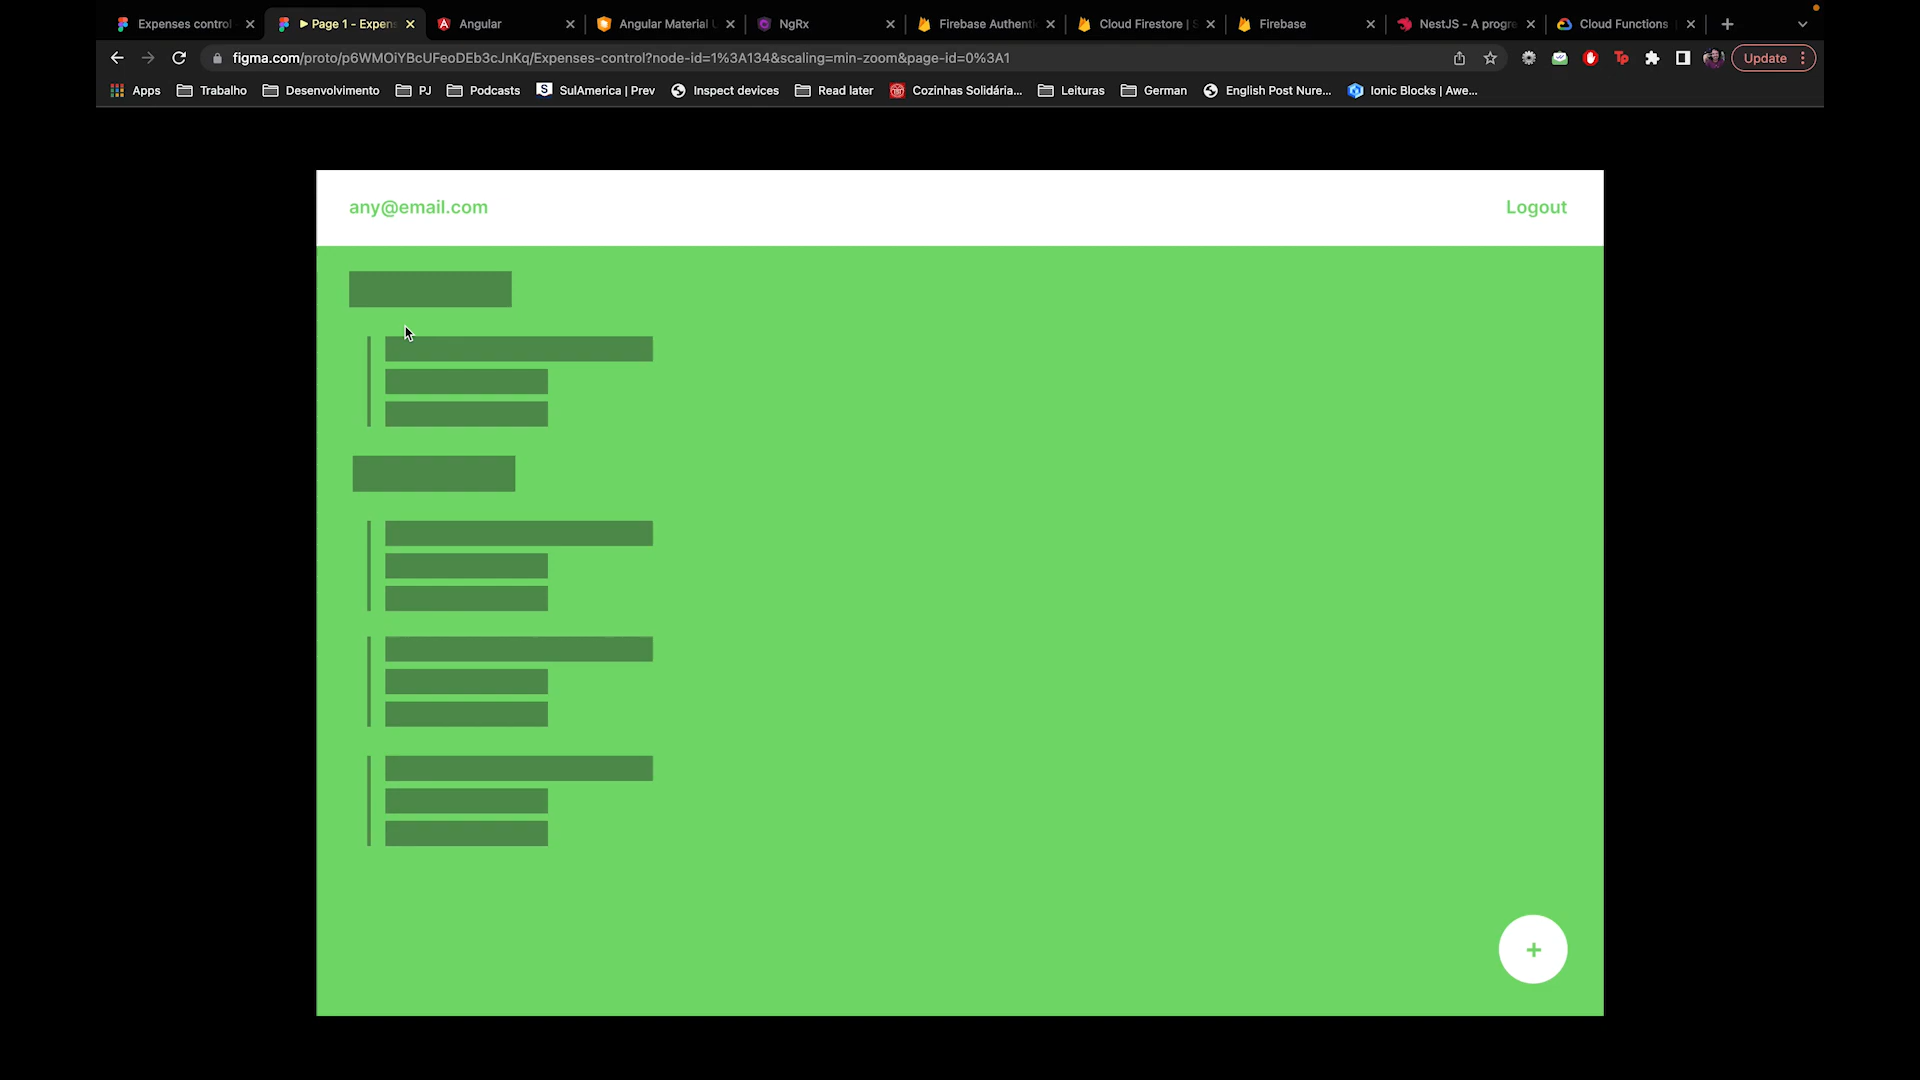 Expenses control
Page 1 - Expen
Angular
Angular Material U
NgRx
Firebase Authenti
Cloud Firestore | S
Firebase
NestJS - A progre
Cloud Functions
figma.com/proto/p6WMOiYBcUFeoDEb3cJnKq/Expenses-control?node-id=1%3A134&scaling=min-zoom&page-id=0%3A1
Update
Apps
Trabalho
Desenvolvimento
PJ
Podcasts
SulAmerica | Prev
Inspect devices
Read later
Cozinhas Solidária...
Leituras
German
English Post Nure...
Ionic Blocks | Awe...
any@email.com
Logout
+